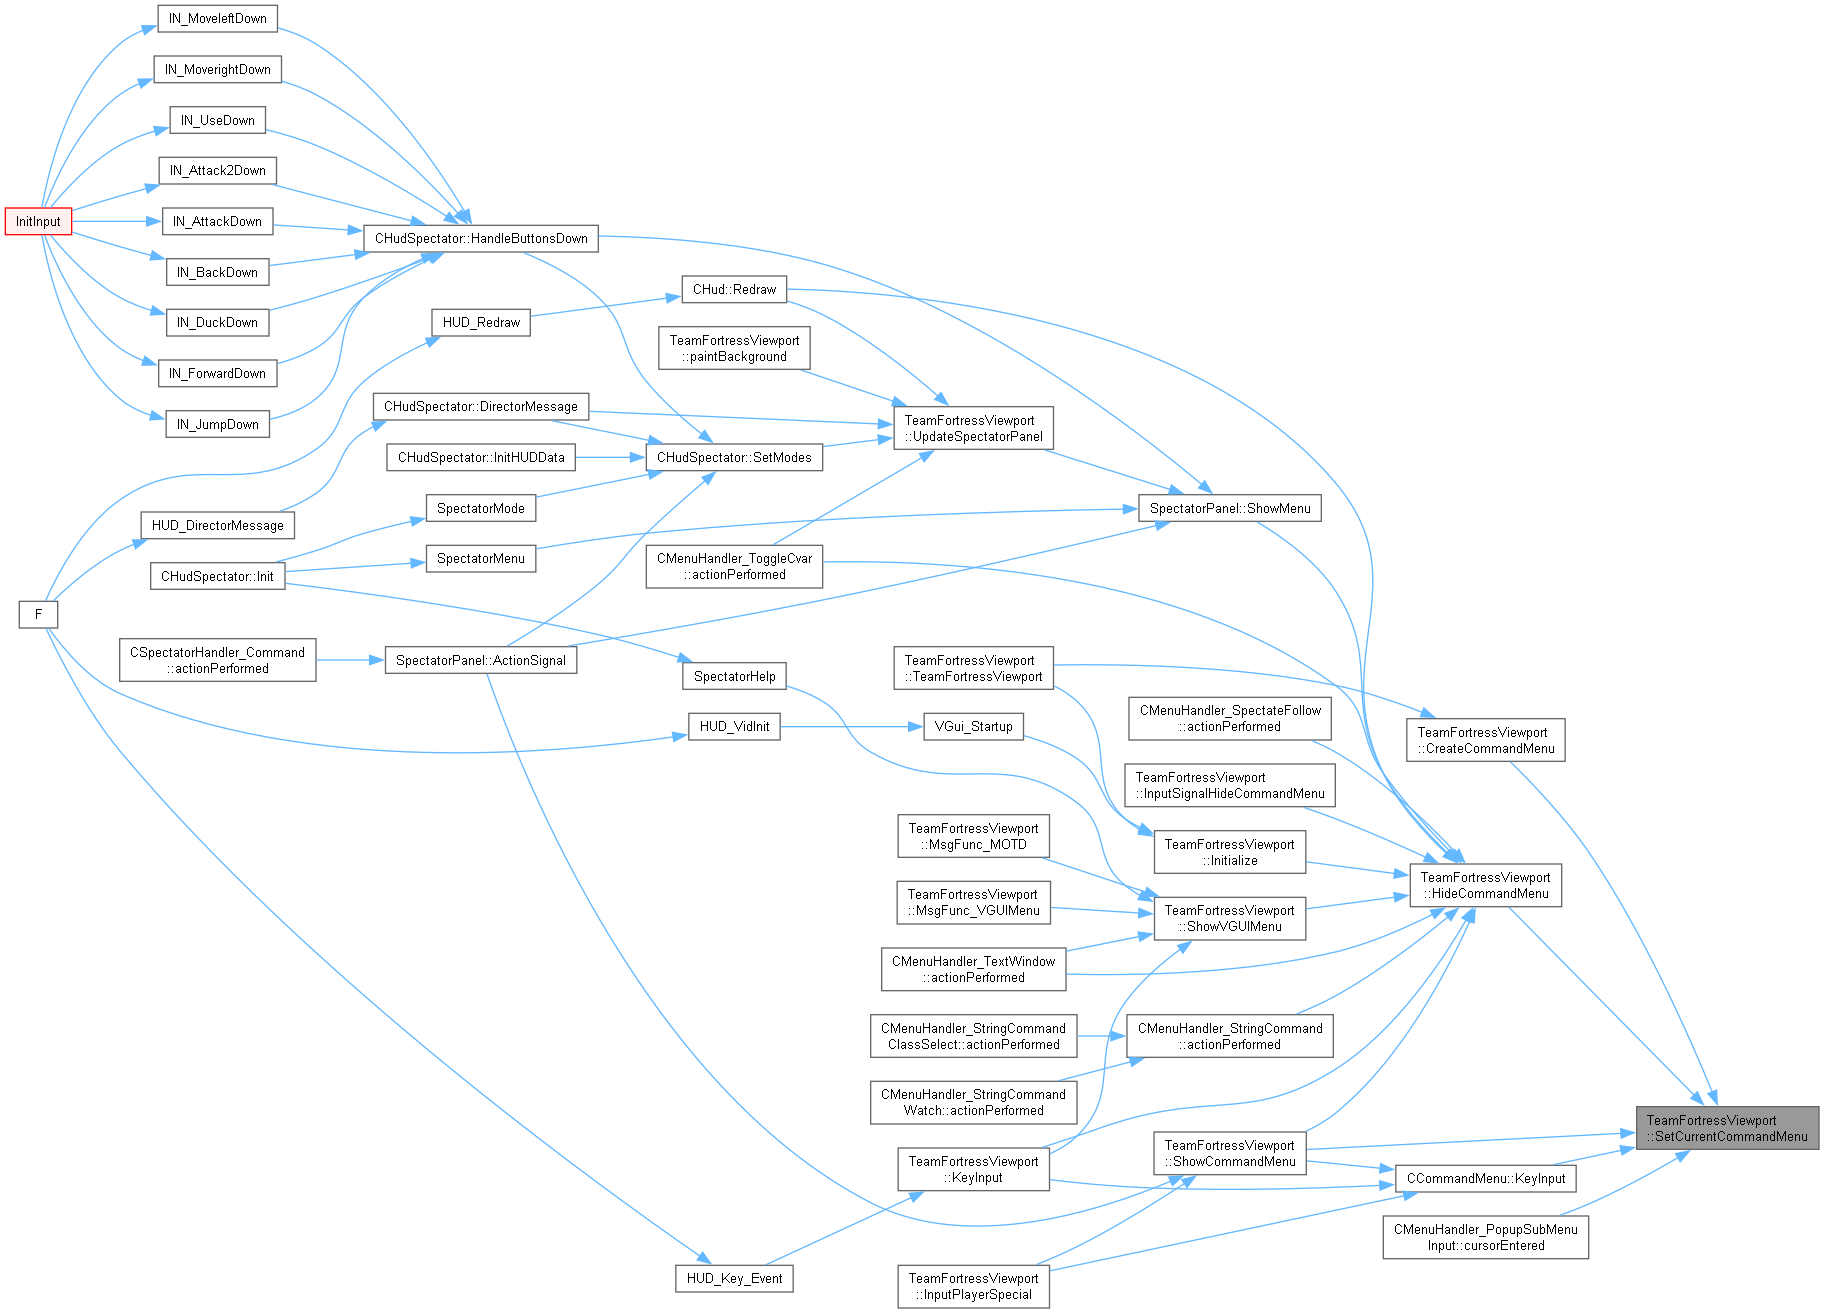 IN_MoveleftDown
IN_MoverightDown
IN_UseDown
IN_Attack2Down
InitInput
IN_AttackDown
CHudSpectator::HandleButtonsDown
IN_BackDown
CHud::Redraw
IN_DuckDown
HUD_Redraw
TeamFortressViewport
::paintBackground
IN_ForwardDown
CHudSpectator::DirectorMessage
IN_JumpDown
TeamFortressViewport
::UpdateSpectatorPanel
CHudSpectator::InitHUDData
CHudSpectator::SetModes
SpectatorMode
SpectatorPanel::ShowMenu
HUD_DirectorMessage
SpectatorMenu
CMenuHandler_ToggleCvar
::actionPerformed
CHudSpectator::Init
F
CSpectatorHandler_Command
::actionPerformed
SpectatorPanel::ActionSignal
SpectatorHelp
TeamFortressViewport
::TeamFortressViewport
CMenuHandler_SpectateFollow
::actionPerformed
HUD_VidInit
VGui_Startup
TeamFortressViewport
::CreateCommandMenu
TeamFortressViewport
::InputSignalHideCommandMenu
TeamFortressViewport
::MsgFunc_MOTD
TeamFortressViewport
::Initialize
TeamFortressViewport
::HideCommandMenu
TeamFortressViewport
::MsgFunc_VGUIMenu
TeamFortressViewport
::ShowVGUIMenu
CMenuHandler_TextWindow
::actionPerformed
CMenuHandler_StringCommand
ClassSelect::actionPerformed
CMenuHandler_StringCommand
::actionPerformed
CMenuHandler_StringCommand
Watch::actionPerformed
TeamFortressViewport
::SetCurrentCommandMenu
TeamFortressViewport
::KeyInput
TeamFortressViewport
::ShowCommandMenu
CCommandMenu::KeyInput
CMenuHandler_PopupSubMenu
Input::cursorEntered
HUD_Key_Event
TeamFortressViewport
::InputPlayerSpecial